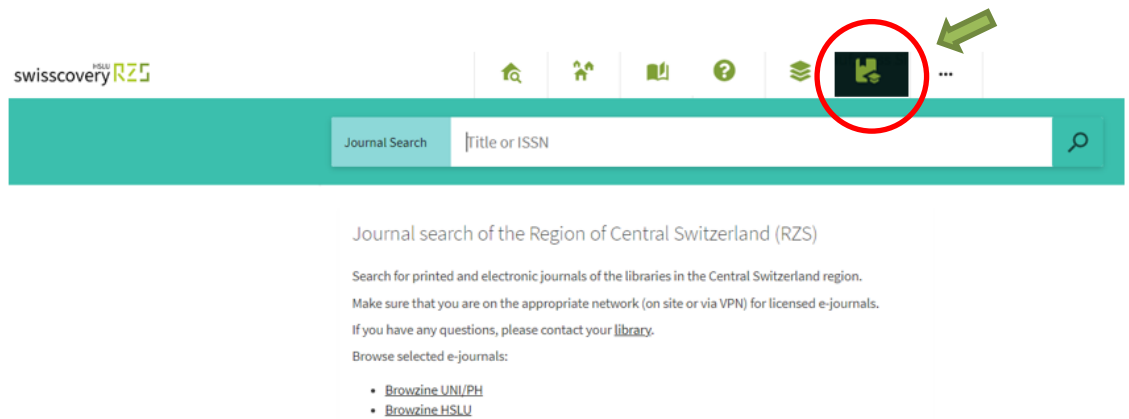 HSLU
swisscovery RZS
...
Journal Search
Title or ISSN
Journal search of the Region of Central Switzerland (RZS)
Search for printed and electronic journals of the libraries in the Central Switzerland region.
Make sure that you are on the appropriate network (on site or via VPN) for licensed e-journals.
If you have any questions, please contact your library.
Browse selected e-journals:
• Browzine UNI/PH
• Browzine HSLU